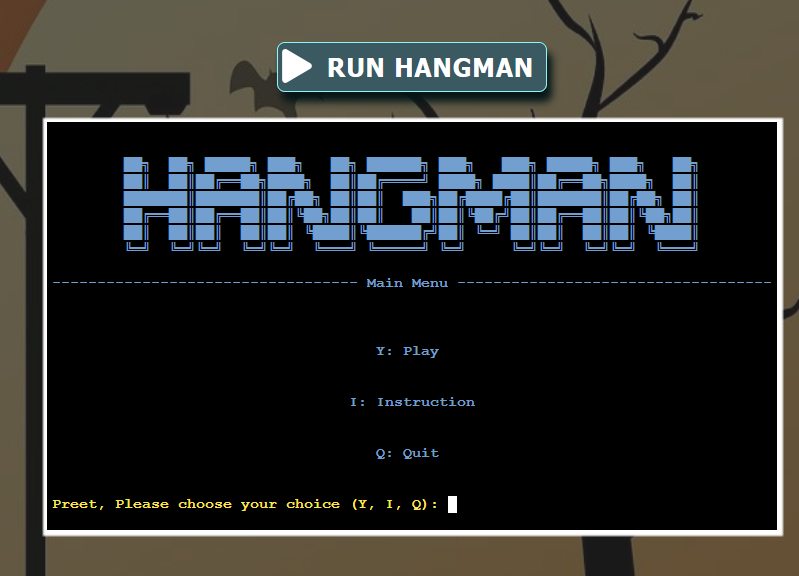 RUN HANGMAN
HANGMAN
--------------------------------- Main Menu ----------------------------------
Y: Play
I: Instruction
Q: Quit
Preet, Please choose your choice (Y, I, Q):